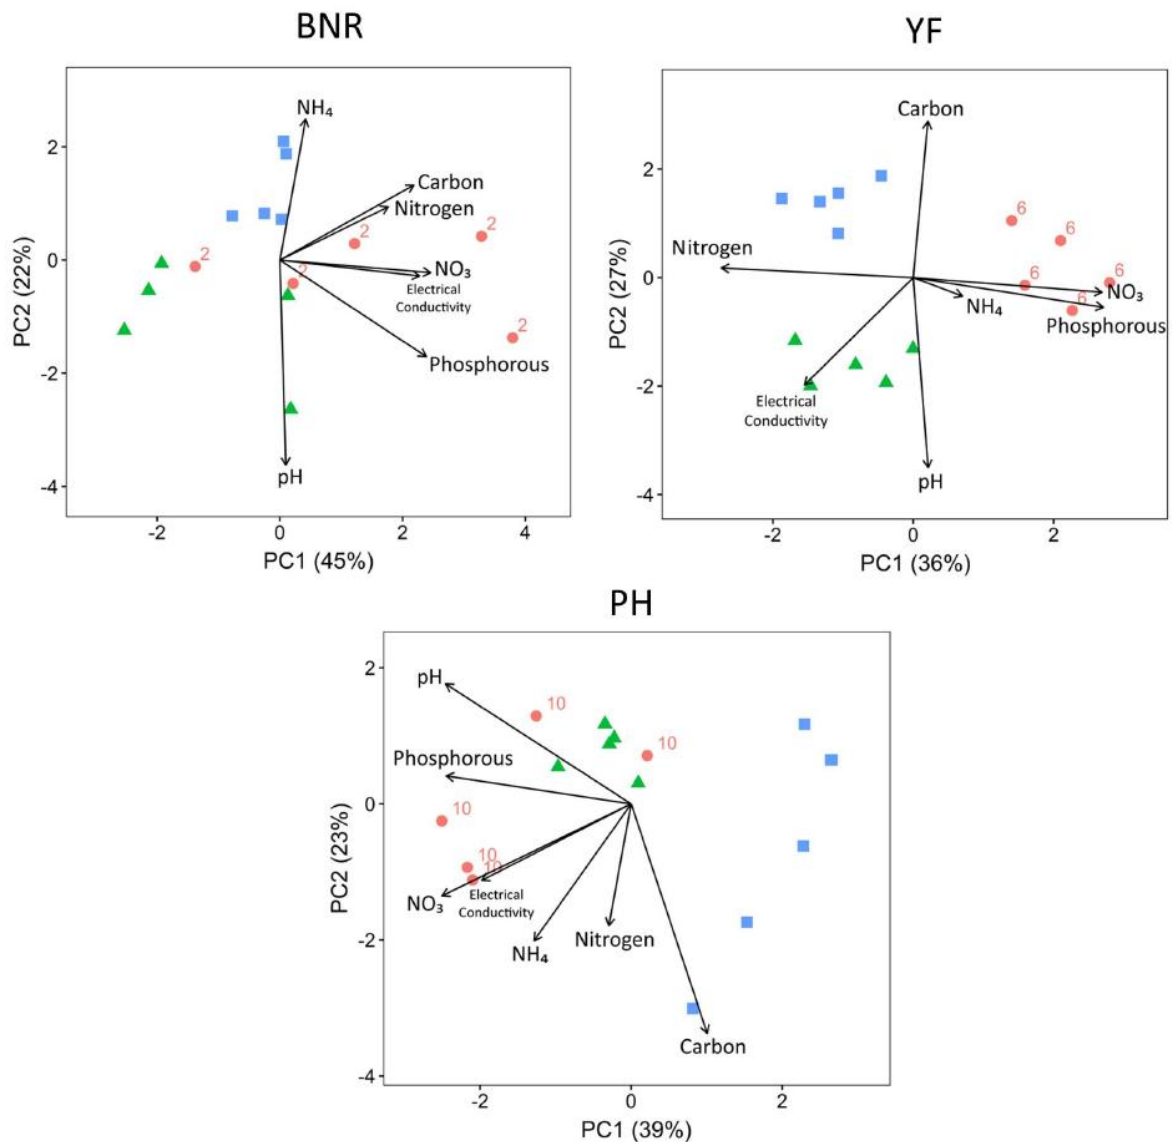 BNR
PC2 (22%)
2
0
-2
-4
NH₄
Carbon
Nitrogen
2
2
2
2
NO₃
Electrical
Conductivity
2
Phosphorous
pH
-2
0
2
4
PC1 (45%)
YF
PC2 (27%)
2
0
-2
-4
Carbon
6
6
Nitrogen
6
6
6
NO₃
NH₄
Phosphorous
Electrical
Conductivity
pH
-2
0
2
PC1 (36%)
PH
PC2 (23%)
2
0
-2
-4
pH
10
10
Phosphorous
10
10
10
NO₃
Electrical
Conductivity
NH₄
Nitrogen
Carbon
-2
0
2
PC1 (39%)